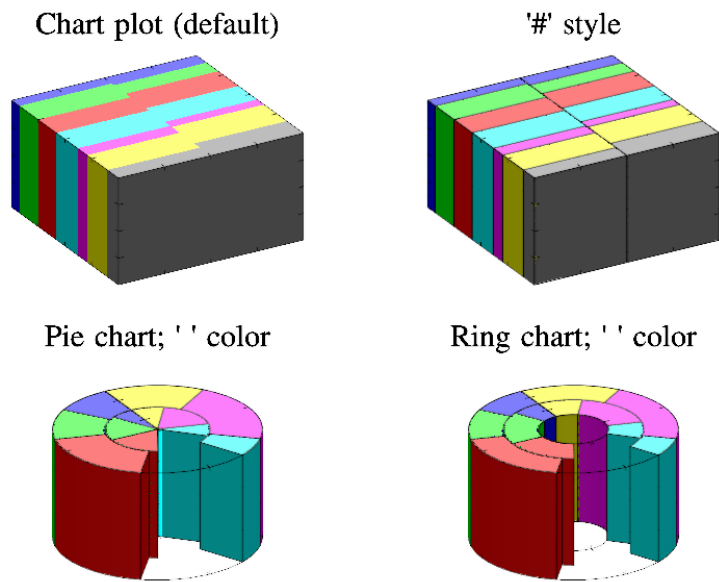 Chart plot (default)
'#' style
Pie chart; ' ' color
Ring chart; ' ' color